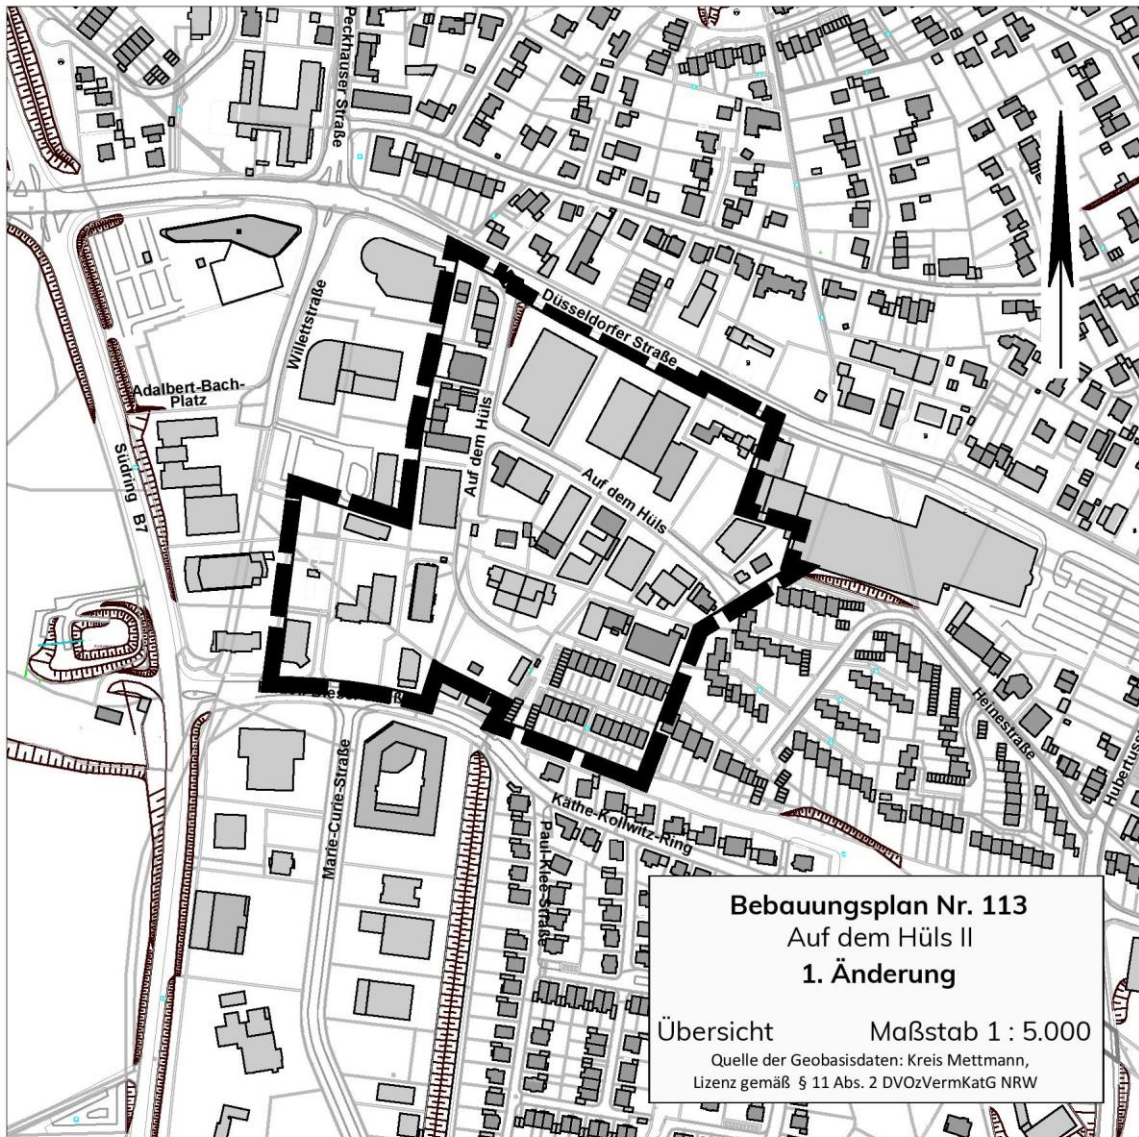 Peckhauser Straße
Willettstraße
Düsseldorfer Straße
Adalbert-Bach-
Platz
Südring B7
Auf dem Hüls
Auf dem Hüls
Heinestraße
Marie-Curie-Straße
Käthe-Kollwitz-Ring
Paul-Klee-Straße
Bebauungsplan Nr. 113
Auf dem Hüls II
1. Änderung
Übersicht Maßstab 1 : 5.000
Quelle der Geobasisdaten: Kreis Mettmann,
Lizenz gemäß § 11 Abs. 2 DVOzVermKatG NRW